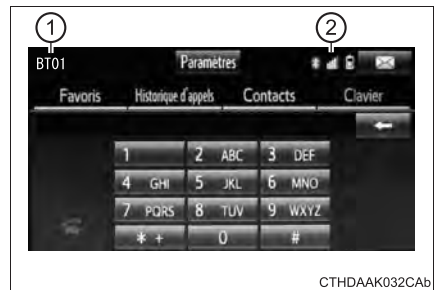 1 2
BT01 Paramètres
Favoris Historique d'appels Contacts Clavier
1 2 ABC 3 DEF
4 GHI 5 JKL 6 MNO
7 PQRS 8 TUV 9 WXYZ
* + 0 #
CTHDAAK032CAb